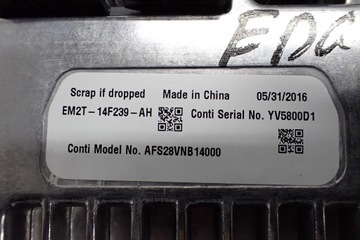 FDA
Scrap if dropped Made in China 05/31/2016
EM2T-14F239-AH Conti Serial No. YV5800D1
Conti Model No. AFS28VNB14000